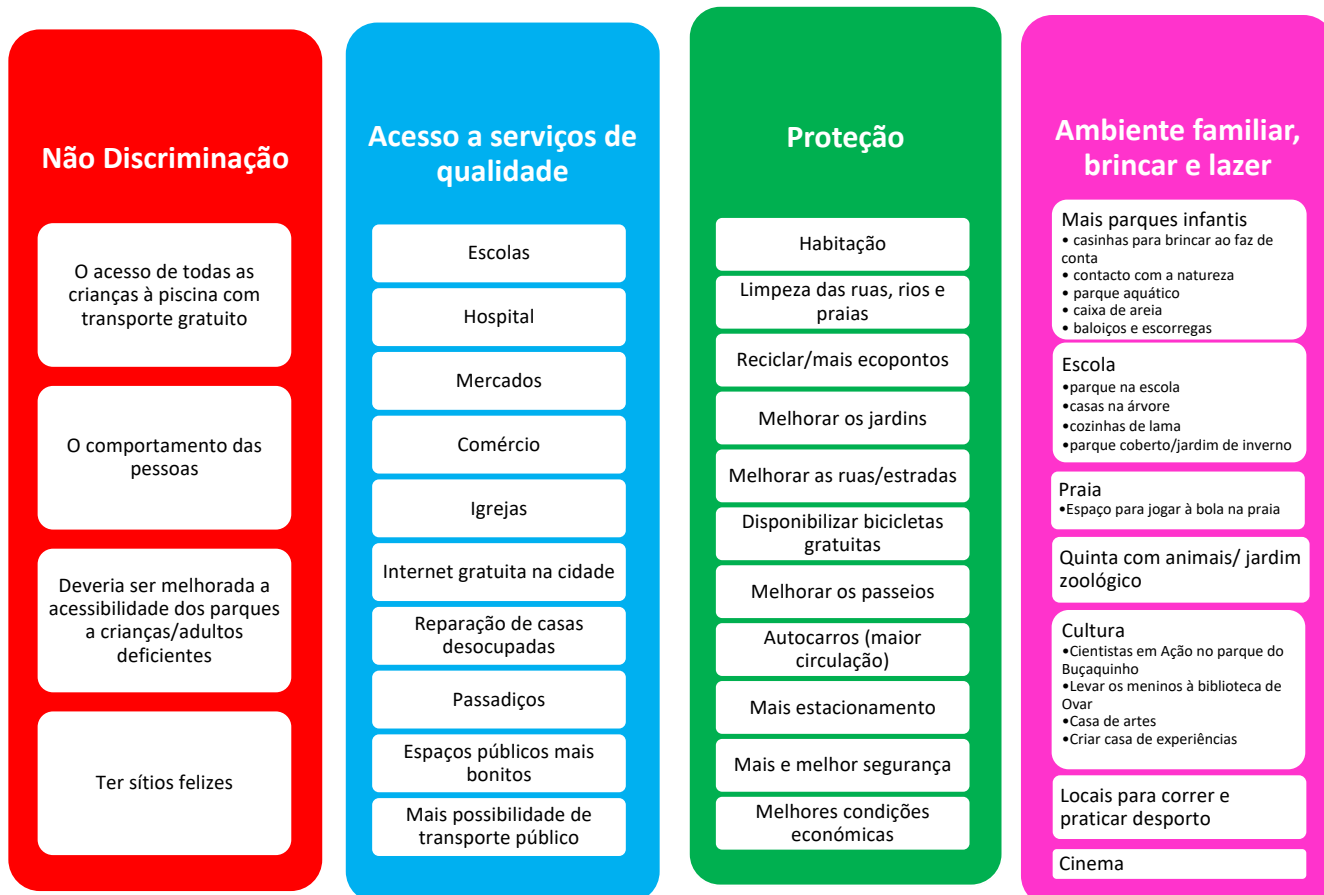 Não Discriminação
O acesso de todas as
crianças à piscina com
transporte gratuito
O comportamento das
pessoas
Deveria ser melhorada a
acessibilidade dos parques
a crianças/adultos
deficientes
Ter sítios felizes
Acesso a serviços de
qualidade
Escolas
Hospital
Mercados
Comércio
Igrejas
Internet gratuita na cidade
Reparação de casas
desocupadas
Passadiços
Espaços públicos mais
bonitos
Mais possibilidade de
transporte público
Proteção
Habitação
Limpeza das ruas, rios e
praias
Reciclar/mais ecopontos
Melhorar os jardins
Melhorar as ruas/estradas
Disponibilizar bicicletas
gratuitas
Melhorar os passeios
Autocarros (maior
circulação)
Mais estacionamento
Mais e melhor segurança
Melhores condições
económicas
Ambiente familiar,
brincar e lazer
Mais parques infantis
• casinhas para brincar ao faz de
conta
• contacto com a natureza
• parque aquático
• caixa de areia
• baloiços e escorregas
Escola
•parque na escola
•casas na árvore
•cozinhas de lama
•parque coberto/jardim de inverno
Praia
•Espaço para jogar à bola na praia
Quinta com animais/ jardim
zoológico
Cultura
•Cientistas em Ação no parque do
Buçaquinho
•Levar os meninos à biblioteca de
Ovar
•Casa de artes
•Criar casa de experiências
Locais para correr e
praticar desporto
Cinema